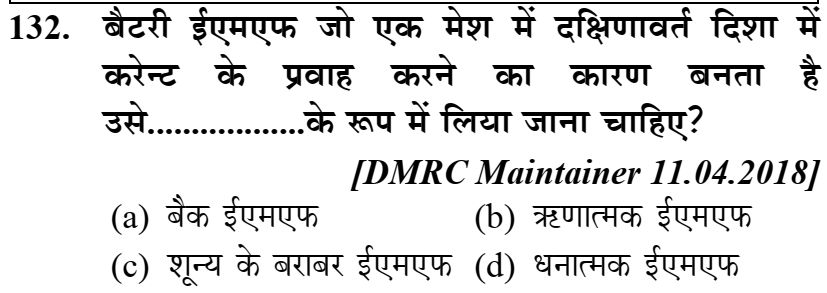 132. बैटरी ईएमएफ जो एक मेश में दक्षिणावर्त दिशा में
करेन्ट के प्रवाह करने का कारण बनता है
उसे..................के रूप में लिया जाना चाहिए?
[DMRC Maintainer 11.04.2018]
(a) बैक ईएमएफ (b) ऋणात्मक ईएमएफ
(c) शून्य के बराबर ईएमएफ (d) धनात्मक ईएमएफ